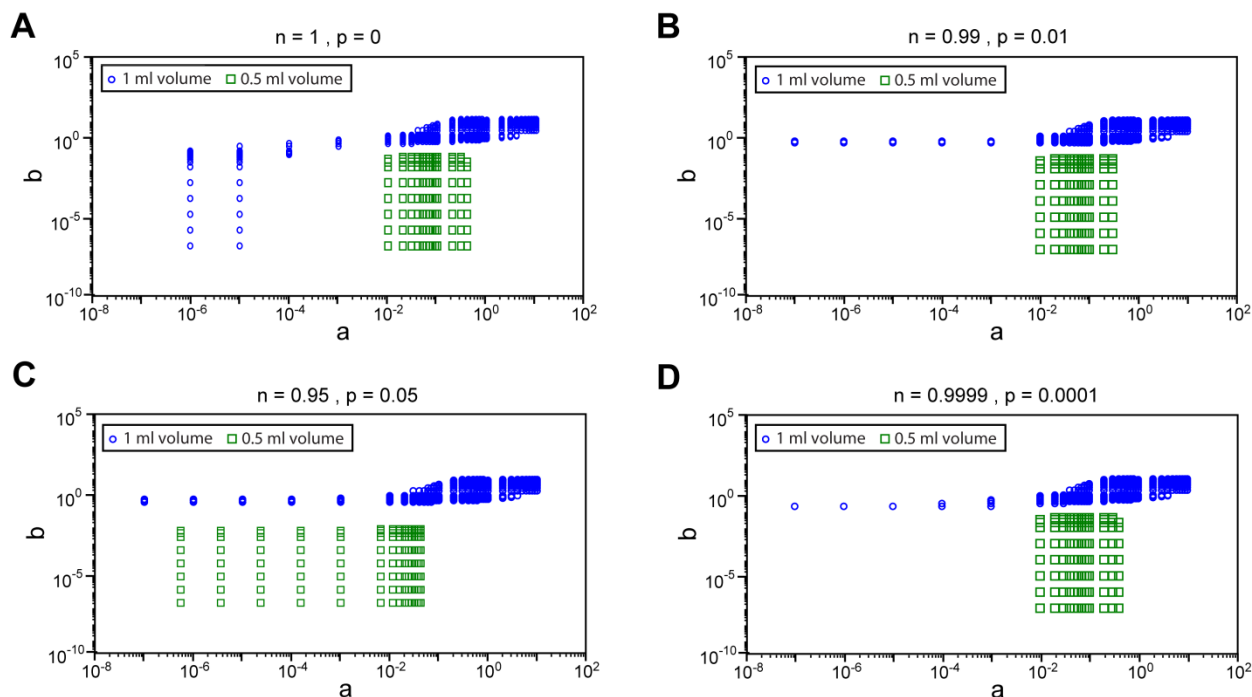 A
n = 1 , p = 0
1 ml volume 0.5 ml volume
b
10^5
10^0
10^-5
10^-10
10^-8 10^-6 10^-4 10^-2 10^0 10^2
a
B
n = 0.99 , p = 0.01
1 ml volume 0.5 ml volume
b
10^5
10^0
10^-5
10^-10
10^-8 10^-6 10^-4 10^-2 10^0 10^2
a
C
n = 0.95 , p = 0.05
1 ml volume 0.5 ml volume
b
10^5
10^0
10^-5
10^-10
10^-8 10^-6 10^-4 10^-2 10^0 10^2
a
D
n = 0.9999 , p = 0.0001
1 ml volume 0.5 ml volume
b
10^5
10^0
10^-5
10^-10
10^-8 10^-6 10^-4 10^-2 10^0 10^2
a